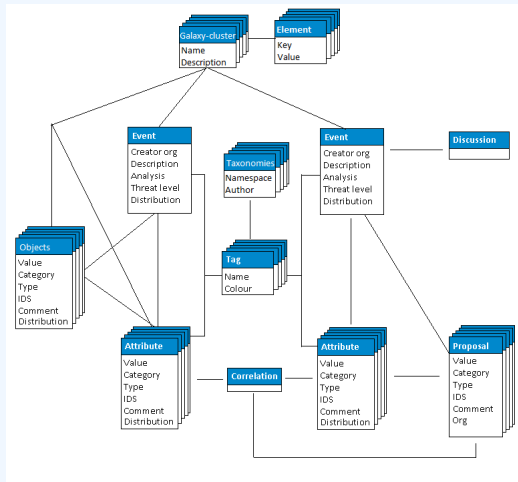 Galaxy-cluster
Name
Description
Element
Key
Value
Event
Creator org
Description
Analysis
Threat level
Distribution
Taxonomies
Namespace
Author
Event
Creator org
Description
Analysis
Threat level
Distribution
Discussion
Objects
Value
Category
Type
IDS
Comment
Distribution
Tag
Name
Colour
Attribute
Value
Category
Type
IDS
Comment
Distribution
Correlation
Attribute
Value
Category
Type
IDS
Comment
Distribution
Proposal
Value
Category
Type
IDS
Comment
Org